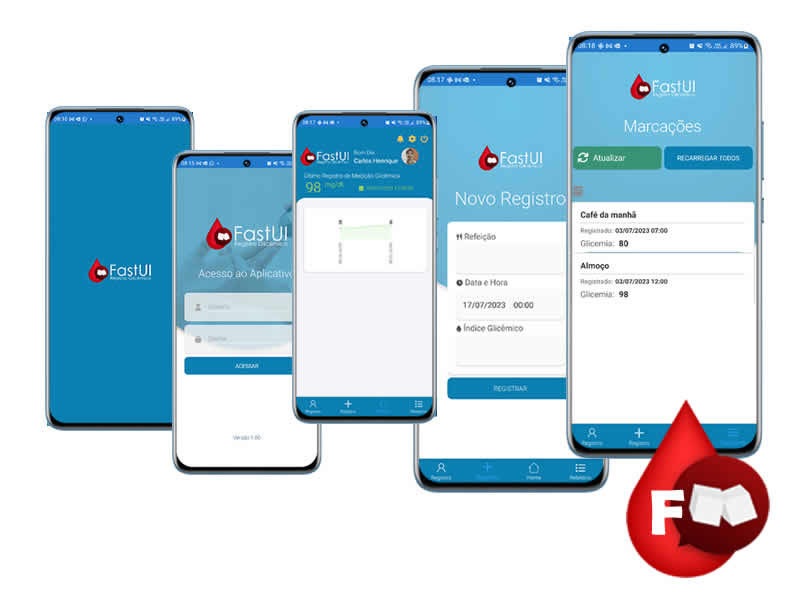 08:10
89%
FastUI
Registro Glicêmico
08:15
FastUI
Registro Glicêmico
Acesso ao Aplicativo
ACESSAR
Versão 1.00
08:17
89%
FastUI
Registro Glicêmico
Bom Dia
Carlos Henrique
Último Registro de Medição Glicêmica
98 mg/dl
Registro
08:17
FastUI
Registro Glicêmico
Novo Registro
Refeição
Data e Hora
17/07/2023 00:00
Índice Glicêmico
REGISTRAR
Registro
Home
Relatório
08:18
89%
FastUI
Registro Glicêmico
Marcações
Atualizar
RECARREGAR TODOS
Café da manhã
Registrado: 03/07/2023 07:00
Glicemia: 80
Almoço
Registrado: 03/07/2023 12:00
Glicemia: 98
Registro
Registro
F